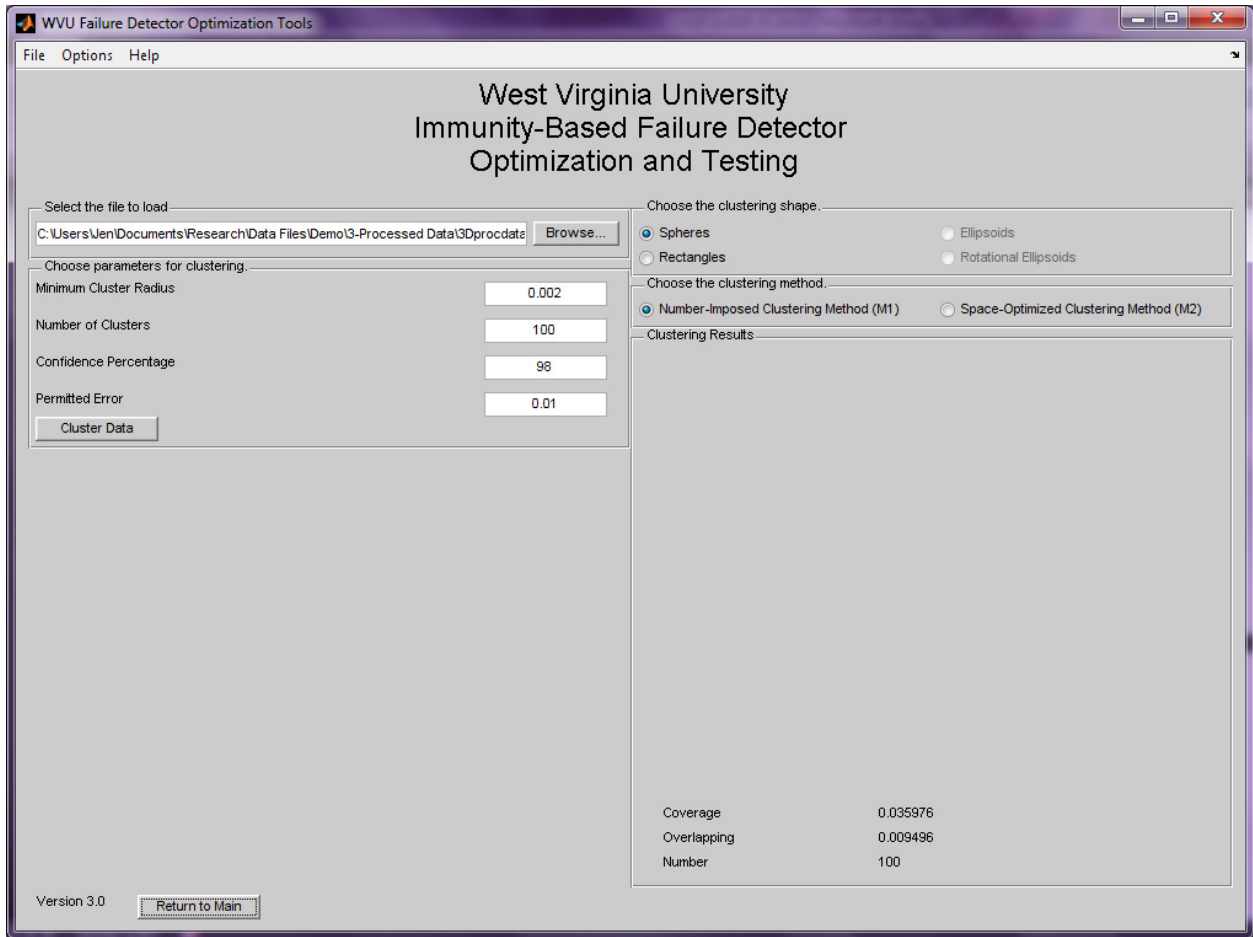 WVU Failure Detector Optimization Tools
File Options Help
West Virginia University
Immunity-Based Failure Detector
Optimization and Testing
Select the file to load
C:\Users\Jen\Documents\Research\Data Files\Demo\3-Processed Data\3Dprocdata
Browse...
Choose parameters for clustering.
Minimum Cluster Radius 0.002
Number of Clusters 100
Confidence Percentage 98
Permitted Error 0.01
Cluster Data
Choose the clustering shape.
Spheres Ellipsoids
Rectangles Rotational Ellipsoids
Choose the clustering method.
Number-Imposed Clustering Method (M1) Space-Optimized Clustering Method (M2)
Clustering Results
Coverage 0.035976
Overlapping 0.009496
Number 100
Version 3.0 Return to Main